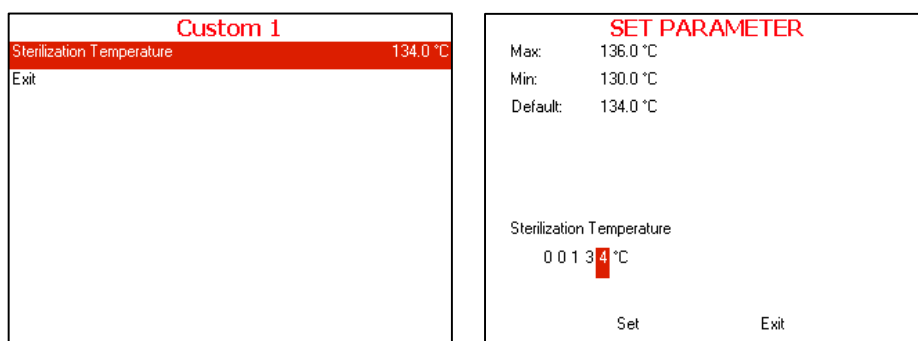 Custom 1
Sterilization Temperature 134.0 °C
Exit
SET PARAMETER
Max: 136.0 °C
Min: 130.0 °C
Default: 134.0 °C
Sterilization Temperature
0 0 1 3 4 °C
Set Exit